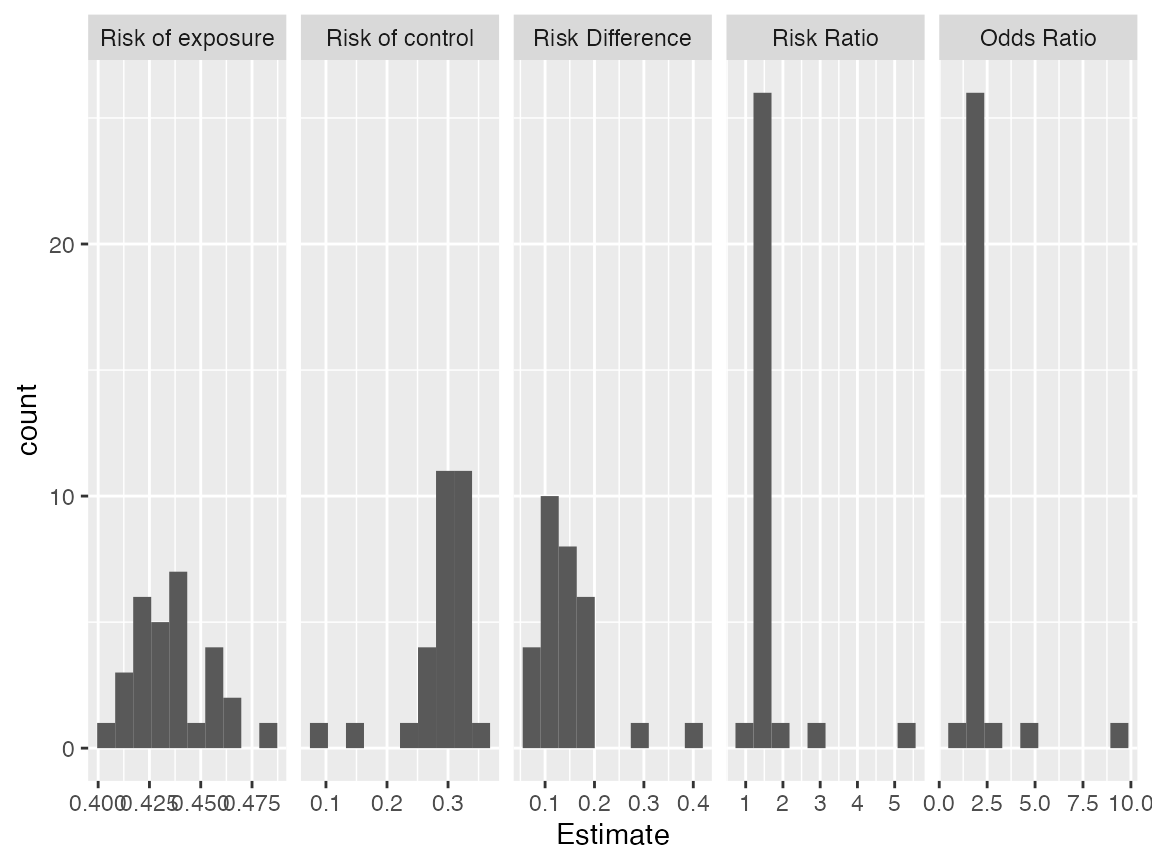 Risk of exposure Risk of control Risk Difference Risk Ratio Odds Ratio
20
10
0
count
0.400 0.425 0.450 0.475 0.1 0.2 0.3 0.1 0.2 0.3 0.4 1 2 3 4 5 0.0 2.5 5.0 7.5 10.0
Estimate